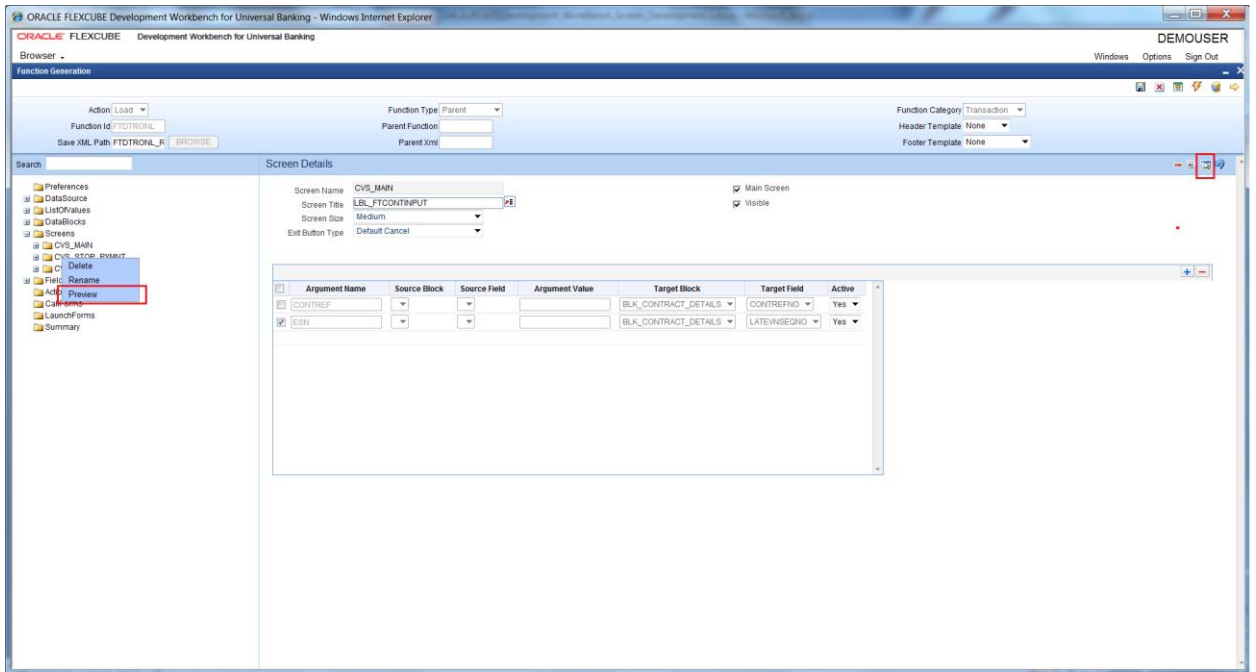 ORACLE FLEXCUBE Development Workbench for Universal Banking - Windows Internet Explorer
ORACLE FLEXCUBE Development Workbench for Universal Banking
DEMOUSER
Browser
Windows Options Sign Out
Function Generation
Action Load Function Type Parent Function Category Transaction
Function Id FTDTRONL Parent Function Header Template None
Save XML Path FTDTRONL_R BROWSE Parent Xml Footer Template None
Search Screen Details
Preferences
DataSource
ListOfValues
DataBlocks
Screens
CVS_MAIN
CVS_STOP_PYMNT
Delete
Rename
Preview
LaunchForms
Summary
Screen Name CVS_MAIN Main Screen
Screen Title LBL_FTCONTINPUT Visible
Screen Size Medium
Exit Button Type Default Cancel
Argument Name Source Block Source Field Argument Value Target Block Target Field Active
CONTREF BLK_CONTRACT_DETAILS CONTREFNO Yes
ESN BLK_CONTRACT_DETAILS LATEVNSEQNO Yes